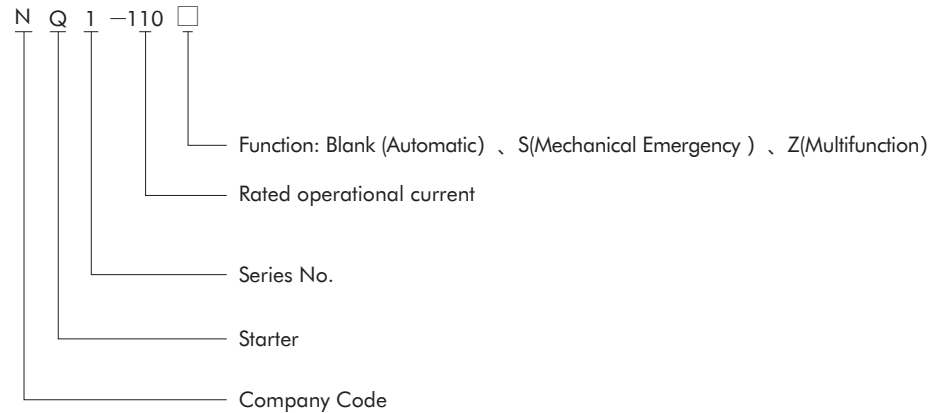 N Q 1 —110 □
Function: Blank (Automatic) 、 S(Mechanical Emergency ) 、 Z(Multifunction)
Rated operational current
Series No.
Starter
Company Code